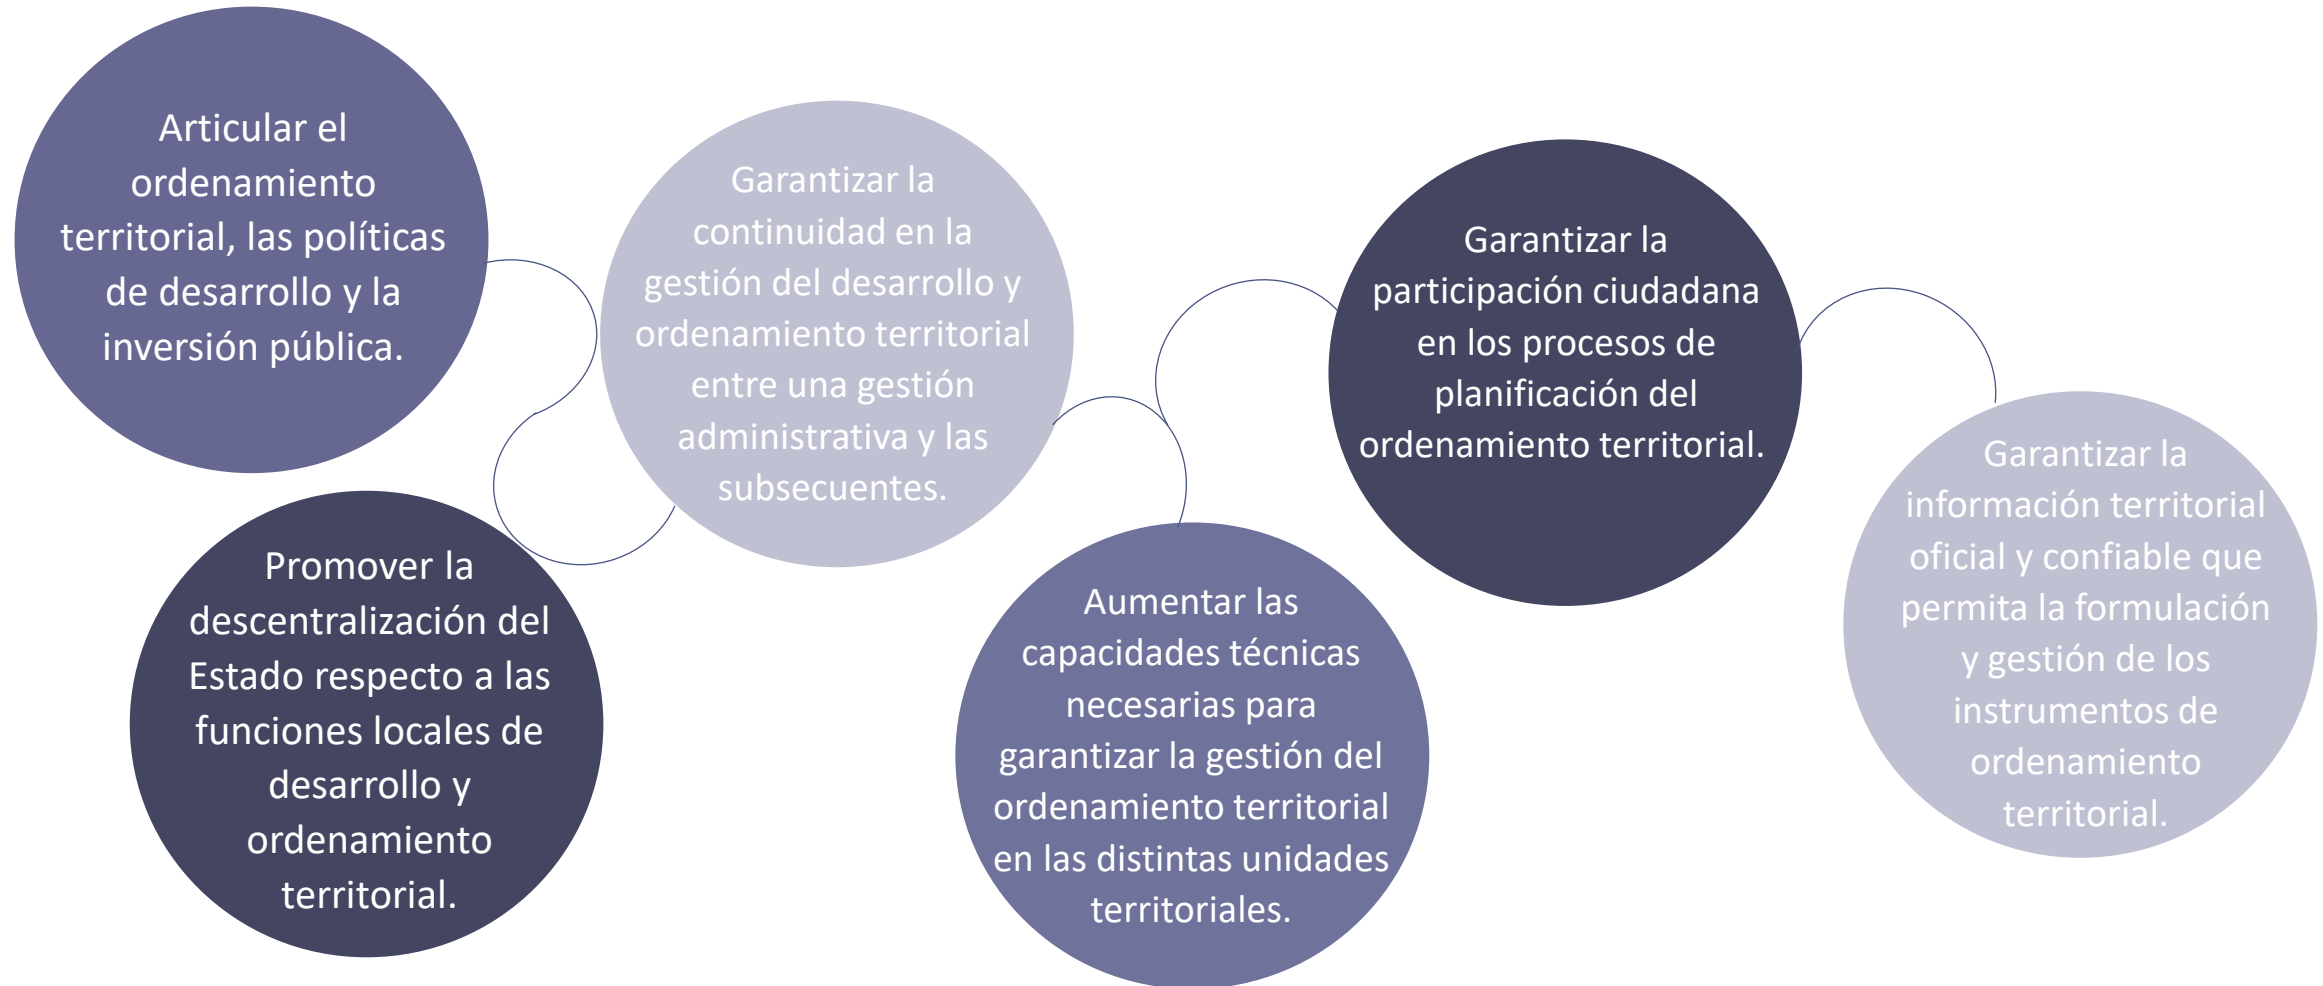 Articular el
ordenamiento
territorial, las políticas
de desarrollo y la
inversión pública.
Promover la
descentralización del
Estado respecto a las
funciones locales de
desarrollo y
ordenamiento
territorial.
Garantizar la
continuidad en la
gestión del desarrollo y
ordenamiento territorial
entre una gestión
administrativa y las
subsecuentes.
Aumentar las
capacidades técnicas
necesarias para
garantizar la gestión del
ordenamiento territorial
en las distintas unidades
territoriales.
Garantizar la
participación ciudadana
en los procesos de
planificación del
ordenamiento territorial.
Garantizar la
información territorial
oficial y confiable que
permita la formulación
y gestión de los
instrumentos de
ordenamiento
territorial.